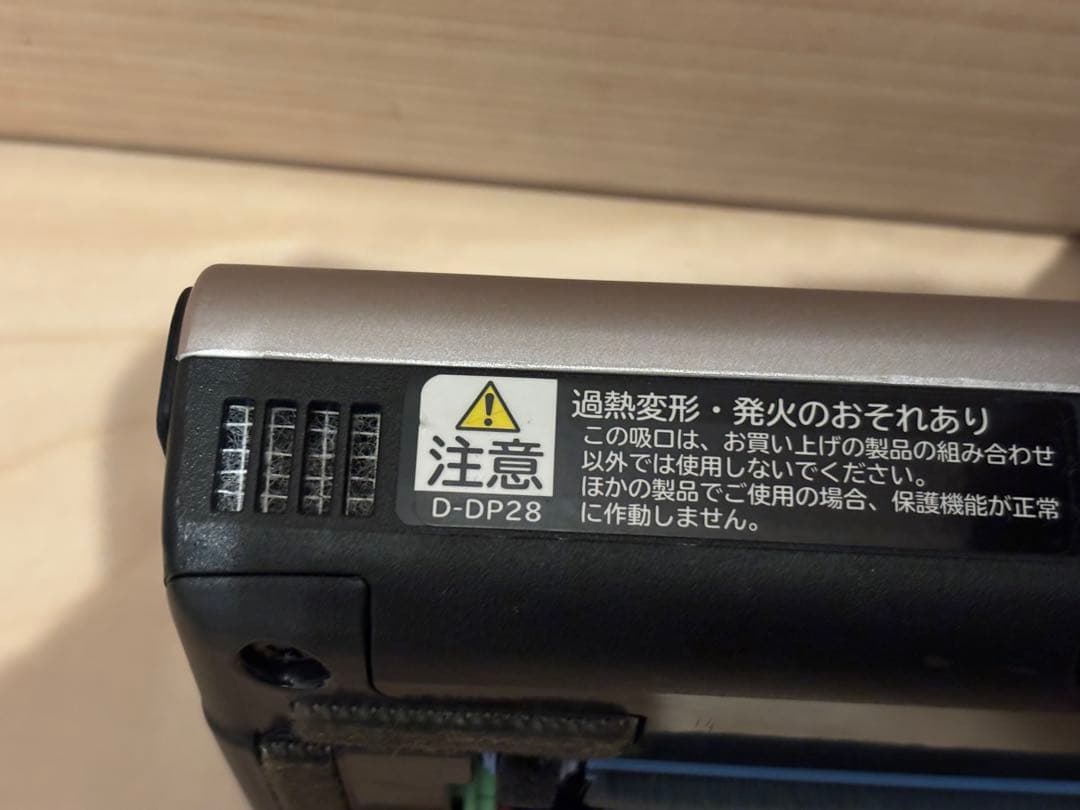 注意
D-DP28
過熱変形・発火のおそれあり
この吸口は、お買い上げの製品の組み合わせ
以外では使用しないでください。
ほかの製品でご使用の場合、保護機能が正常
に作動しません。